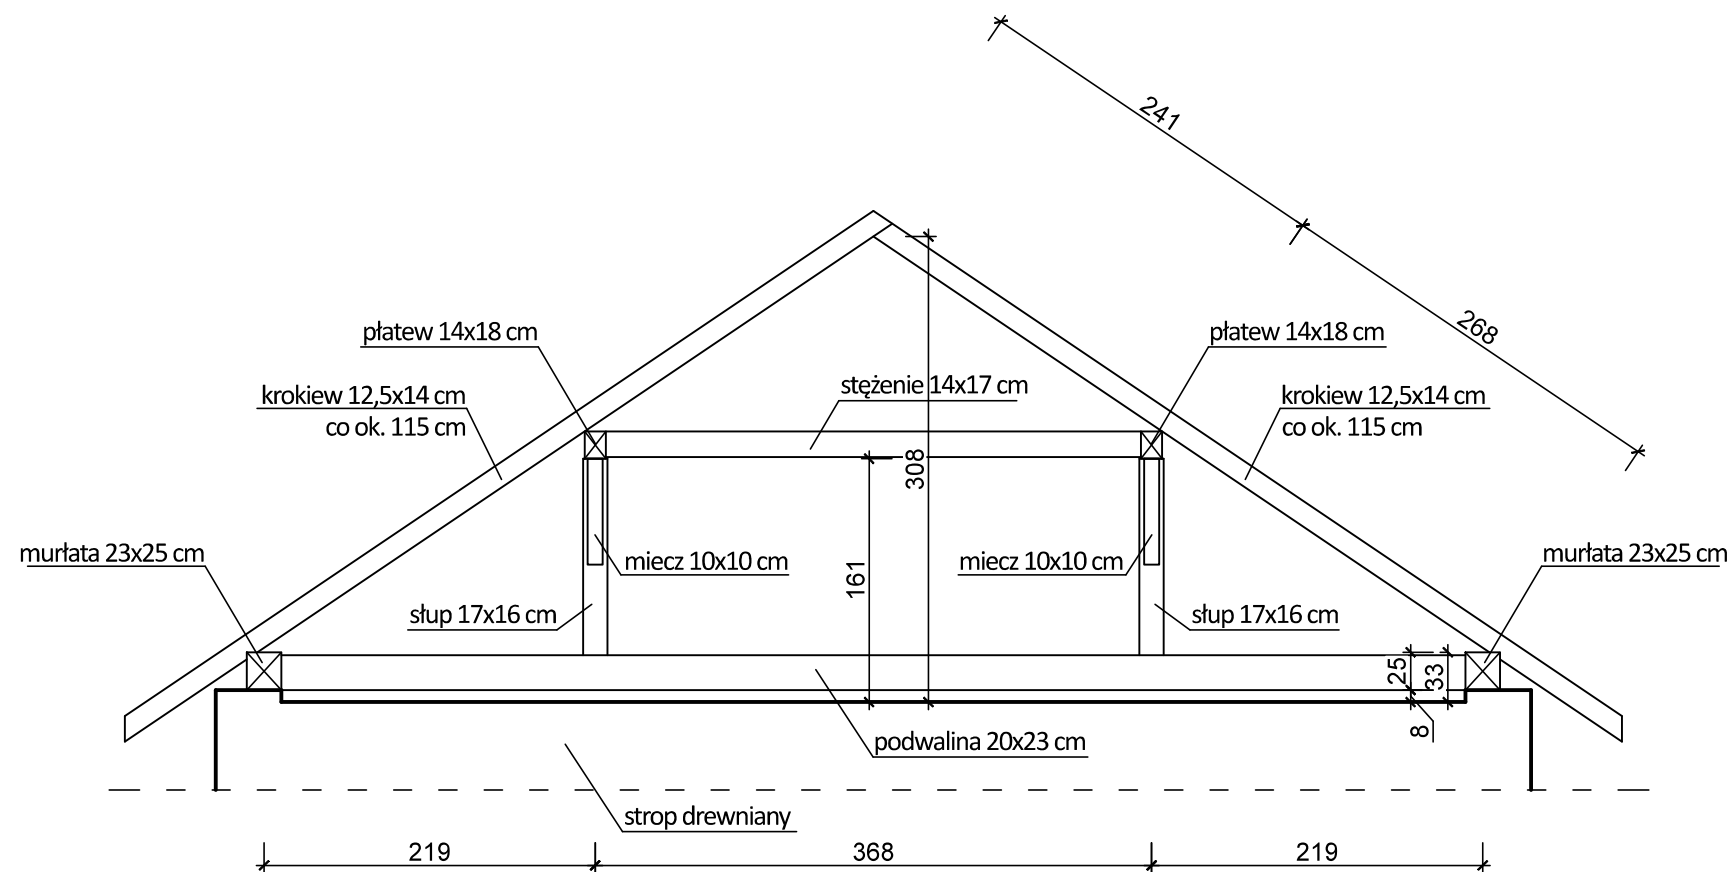 241
268
płatew 14x18 cm
płatew 14x18 cm
stężenie 14x17 cm
krokiew 12,5x14 cm
co ok. 115 cm
krokiew 12,5x14 cm
co ok. 115 cm
308
murłata 23x25 cm
miecz 10x10 cm
161
miecz 10x10 cm
murłata 23x25 cm
słup 17x16 cm
słup 17x16 cm
25
33
8
podwalina 20x23 cm
strop drewniany
219
368
219